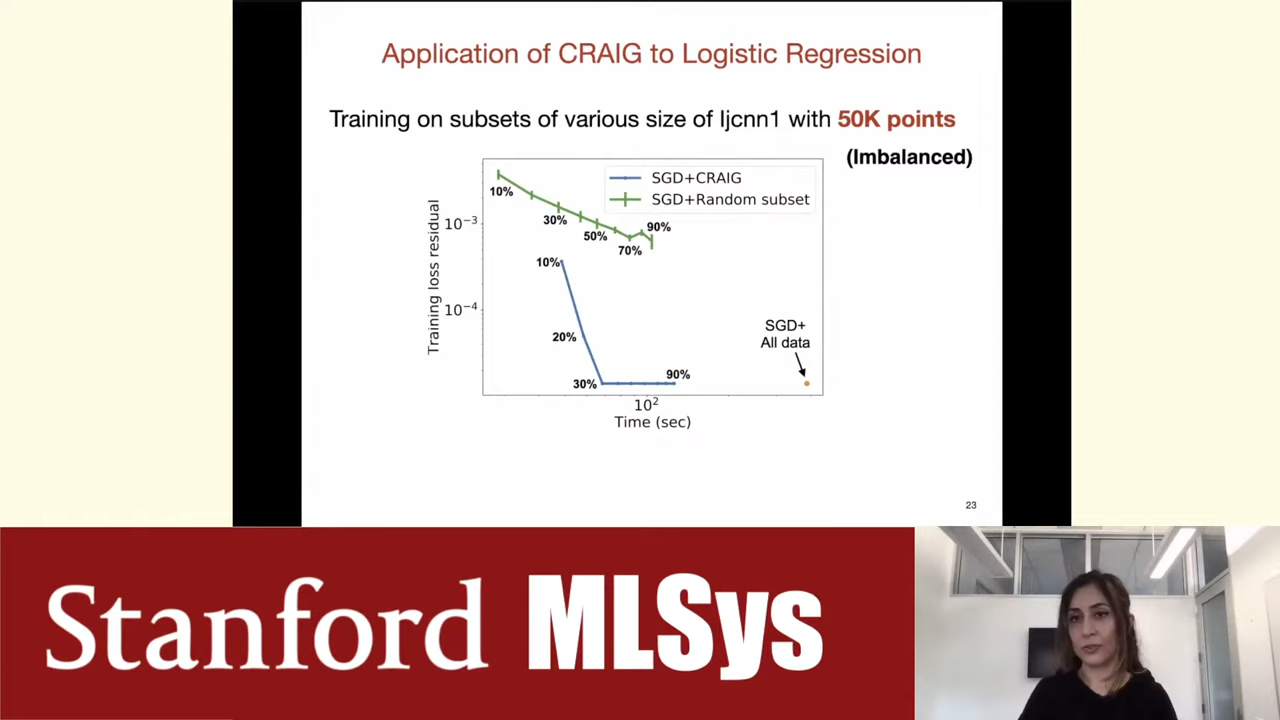 Application of CRAIG to Logistic Regression
Training on subsets of various size of Ijcnn1 with 50K points
(Imbalanced)
SGD+CRAIG
SGD+Random subset
10%
30%
50%
70%
90%
10%
20%
30%
90%
SGD+
All data
10⁻³
10⁻⁴
Training loss residual
10²
Time (sec)
23
Stanford MLSys